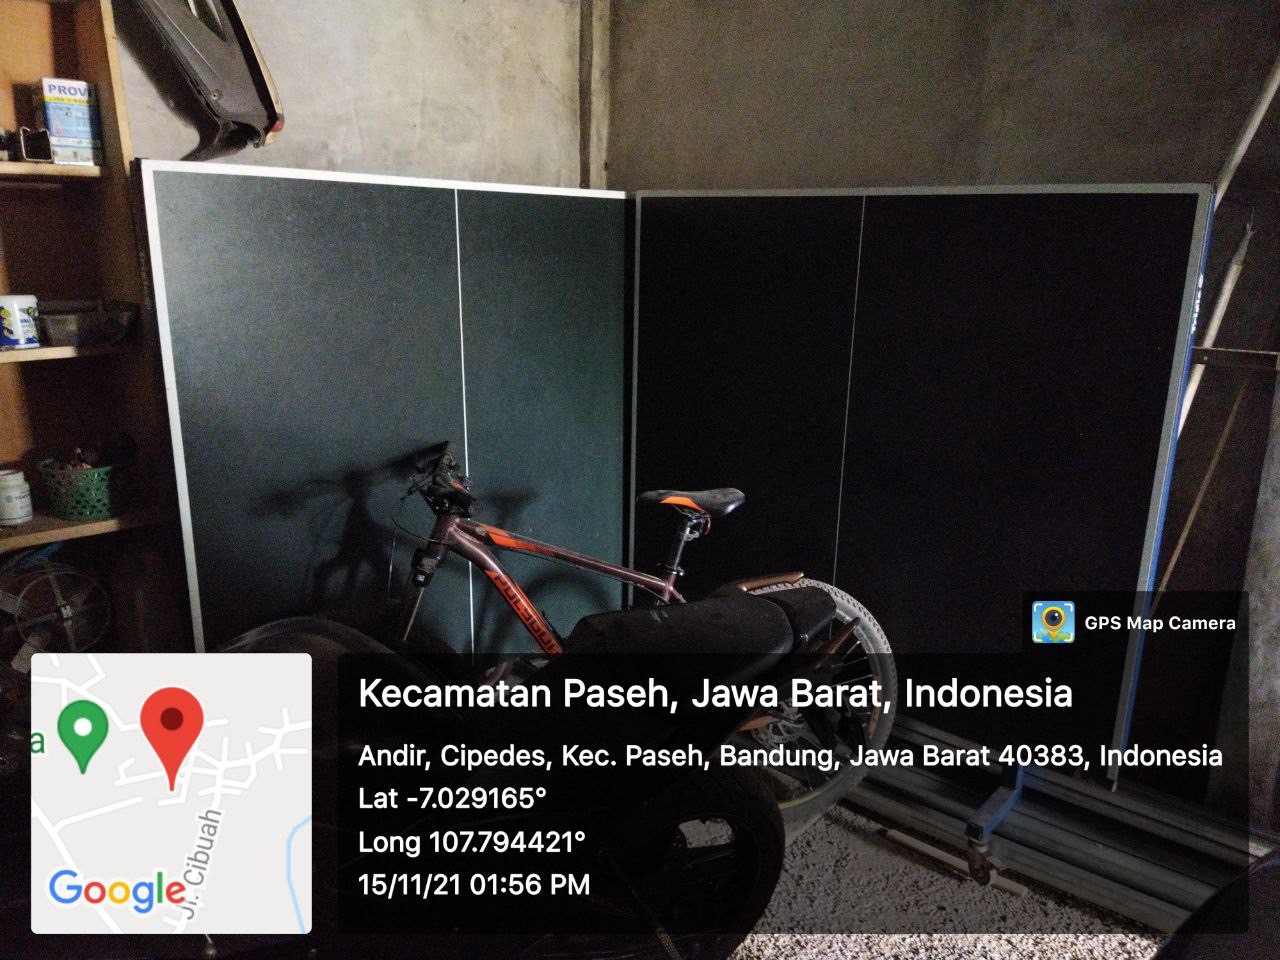 PROV
POLYGON
GPS Map Camera
Kecamatan Paseh, Jawa Barat, Indonesia
Andir, Cipedes, Kec. Paseh, Bandung, Jawa Barat 40383, Indonesia
Lat -7.029165°
Long 107.794421°
15/11/21 01:56 PM
a
Jl. Cibuah
Google